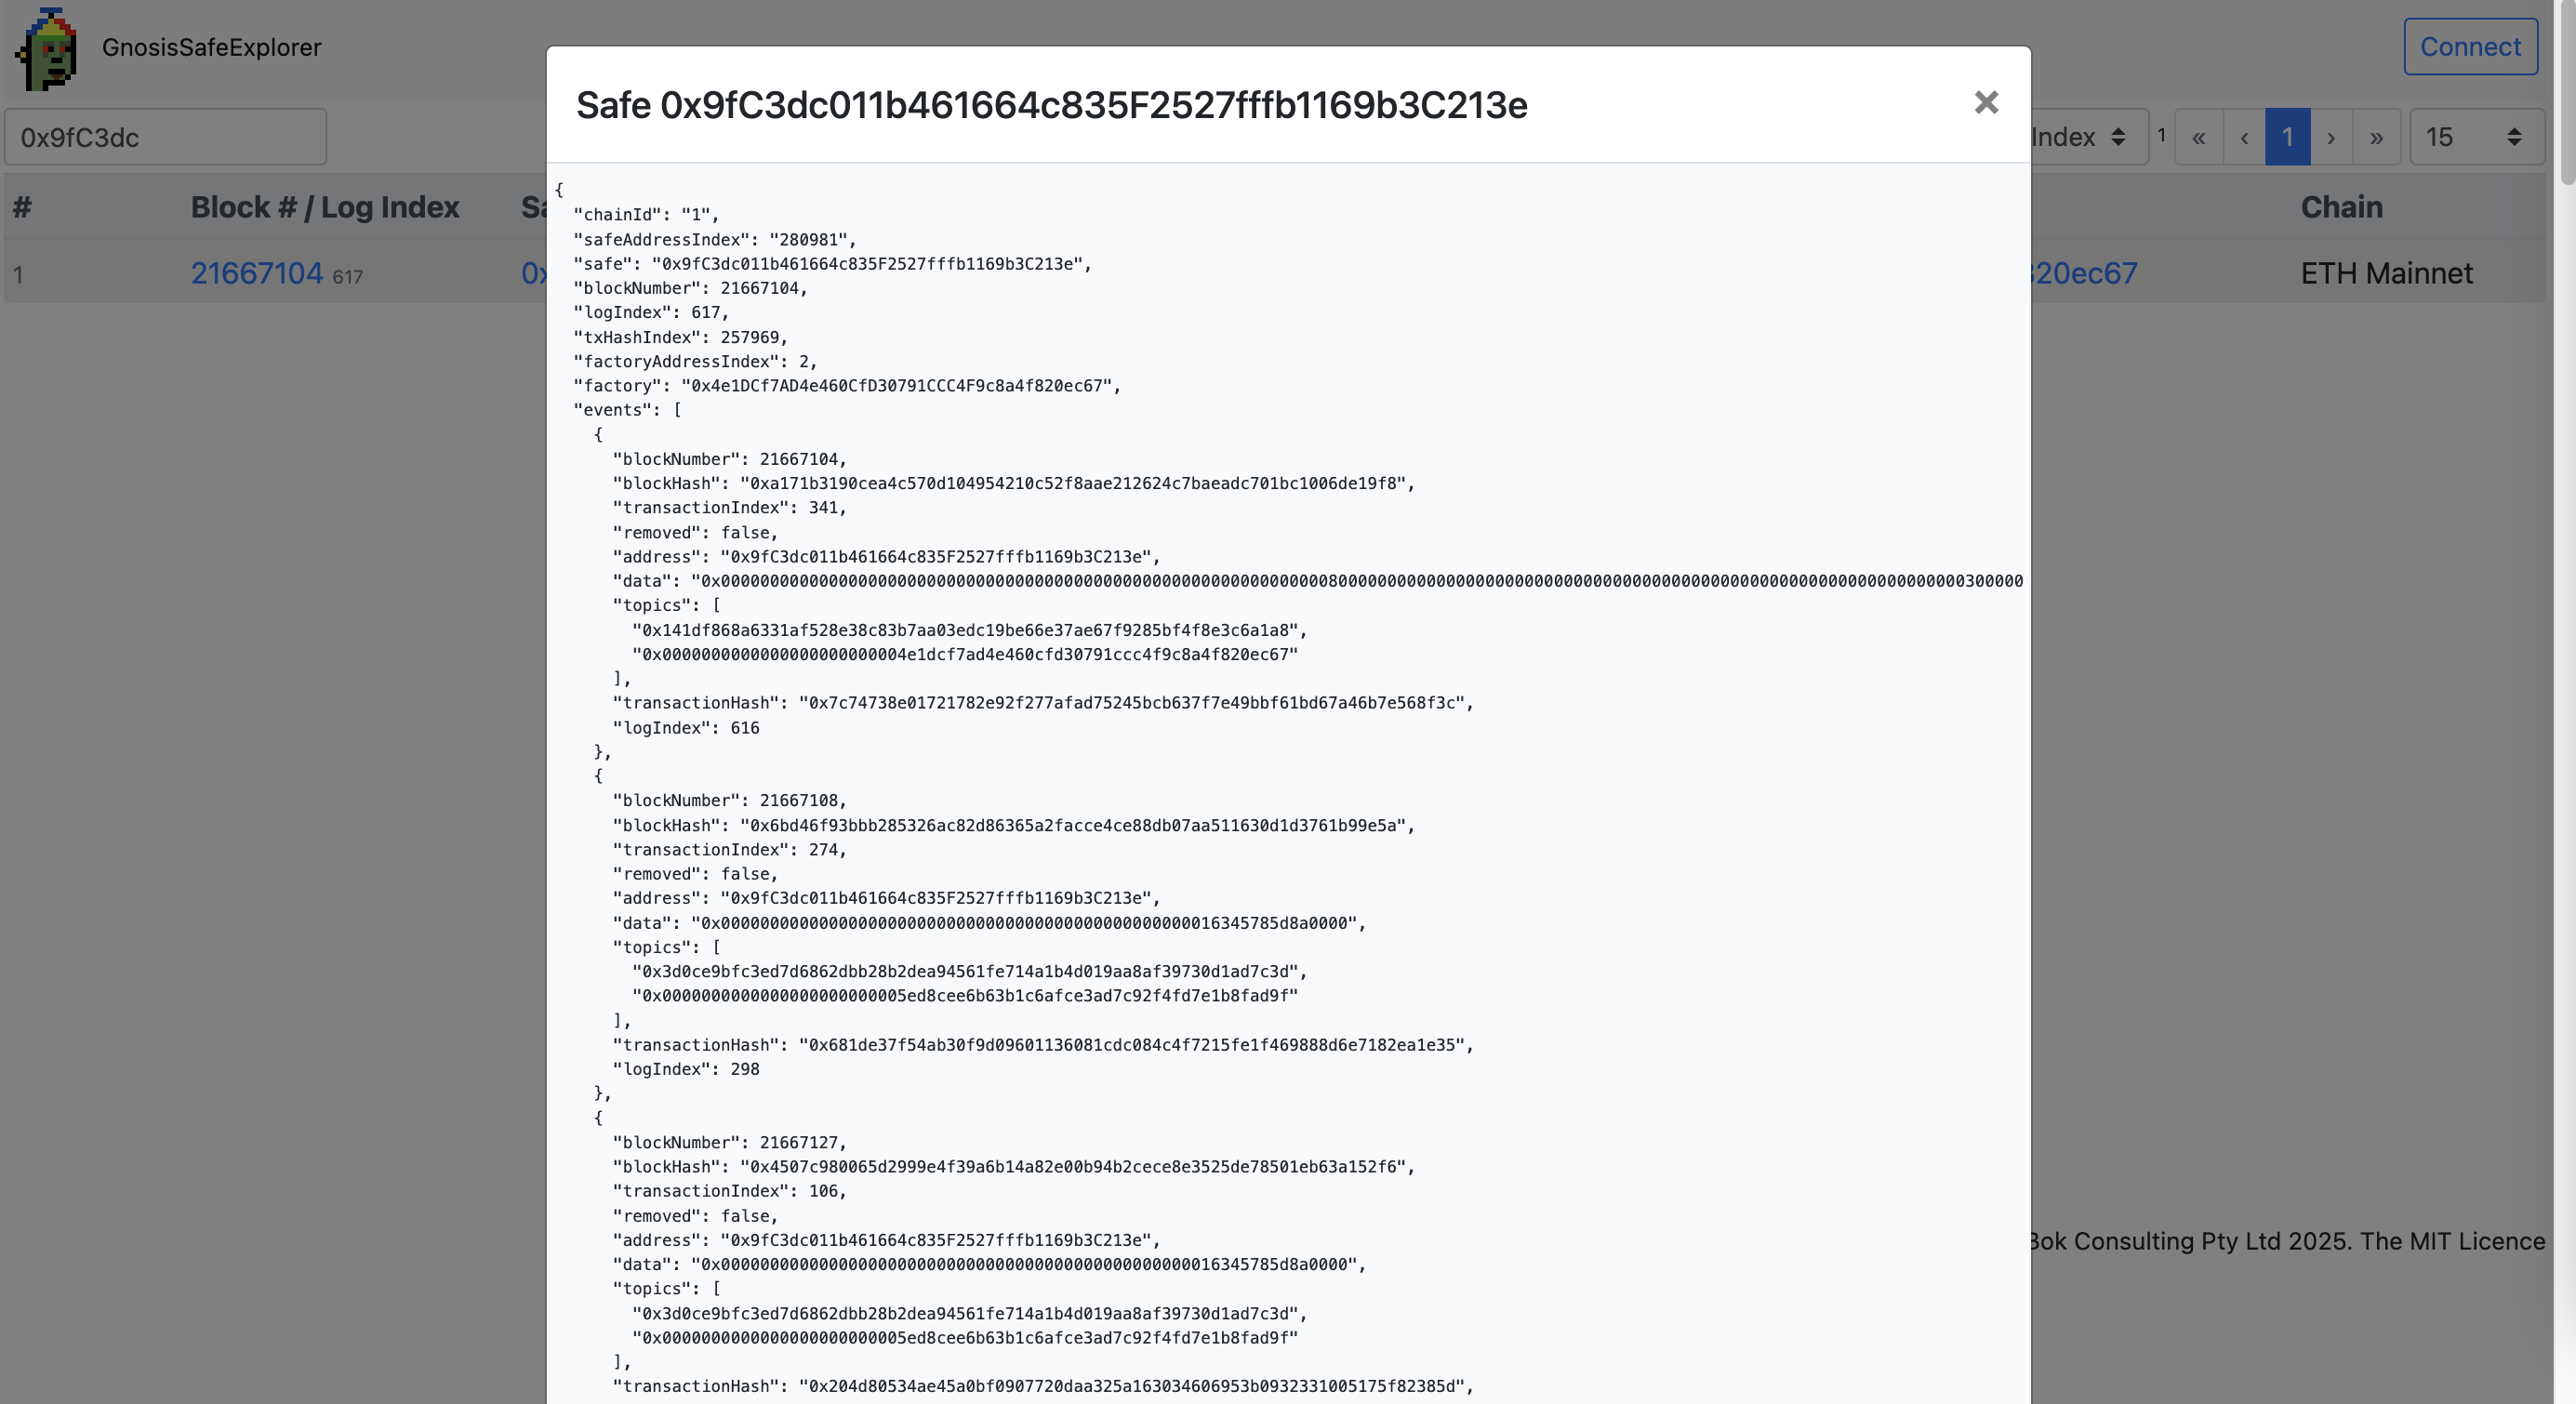 GnosisSafeExplorer
Connect
0x9fC3dc
Index
1
«
‹
1
›
»
15
# Block # / Log Index Sa Chain
1 21667104 617 0x 820ec67 ETH Mainnet
Safe 0x9fC3dc011b461664c835F2527fffb1169b3C213e
×
{
"chainId": "1",
"safeAddressIndex": "280981",
"safe": "0x9fC3dc011b461664c835F2527fffb1169b3C213e",
"blockNumber": 21667104,
"logIndex": 617,
"txHashIndex": 257969,
"factoryAddressIndex": 2,
"factory": "0x4e1DCf7AD4e460CfD30791CCC4F9c8a4f820ec67",
"events": [
{
"blockNumber": 21667104,
"blockHash": "0xa171b3190cea4c570d104954210c52f8aae212624c7baeadc701bc1006de19f8",
"transactionIndex": 341,
"removed": false,
"address": "0x9fC3dc011b461664c835F2527fffb1169b3C213e",
"data":
"topics": [
"0x141df868a6331af528e38c83b7aa03edc19be66e37ae67f9285bf4f8e3c6a1a8",
"0x0000000000000000000000004e1dcf7ad4e460cfd30791ccc4f9c8a4f820ec67"
],
"transactionHash": "0x7c74738e01721782e92f277afad75245bcb637f7e49bbf61bd67a46b7e568f3c",
"logIndex": 616
},
{
"blockNumber": 21667108,
"blockHash": "0x6bd46f93bbb285326ac82d86365a2facce4ce88db07aa511630d1d3761b99e5a",
"transactionIndex": 274,
"removed": false,
"address": "0x9fC3dc011b461664c835F2527fffb1169b3C213e",
"data": "0x000000000000000000000000000000000000000000000000016345785d8a0000",
"topics": [
"0x3d0ce9bfc3ed7d6862dbb28b2dea94561fe714a1b4d019aa8af39730d1ad7c3d",
"0x0000000000000000000000005ed8cee6b63b1c6afce3ad7c92f4fd7e1b8fad9f"
],
"transactionHash": "0x681de37f54ab30f9d09601136081cdc084c4f7215fe1f469888d6e7182ea1e35",
"logIndex": 298
},
{
"blockNumber": 21667127,
"blockHash": "0x4507c980065d2999e4f39a6b14a82e00b94b2cece8e3525de78501eb63a152f6",
"transactionIndex": 106,
"removed": false,
"address": "0x9fC3dc011b461664c835F2527fffb1169b3C213e",
"data": "0x000000000000000000000000000000000000000000000000016345785d8a0000",
"topics": [
"0x3d0ce9bfc3ed7d6862dbb28b2dea94561fe714a1b4d019aa8af39730d1ad7c3d",
"0x0000000000000000000000005ed8cee6b63b1c6afce3ad7c92f4fd7e1b8fad9f"
],
"transactionHash": "0x204d80534ae45a0bf0907720daa325a163034606953b0932331005175f82385d",
Bok Consulting Pty Ltd 2025. The MIT Licence